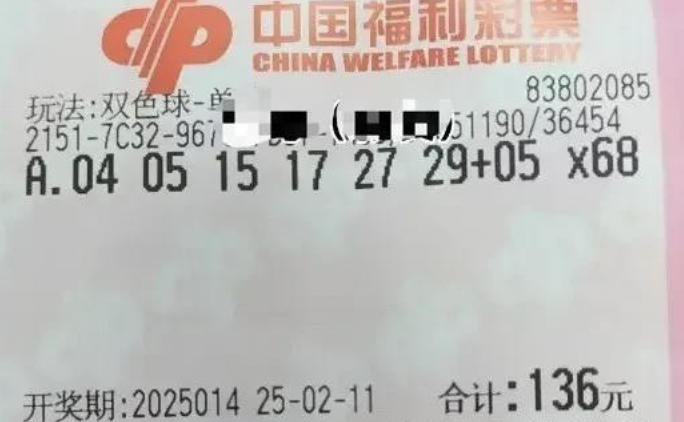 中国福利彩票
CHINA WELFARE LOTTERY
83802085
玩法:双色球-单
2151-7C32-967 51190/36454
A.04 05 15 17 27 29+05 x68
开奖期:2025014 25-02-11 合计:136元